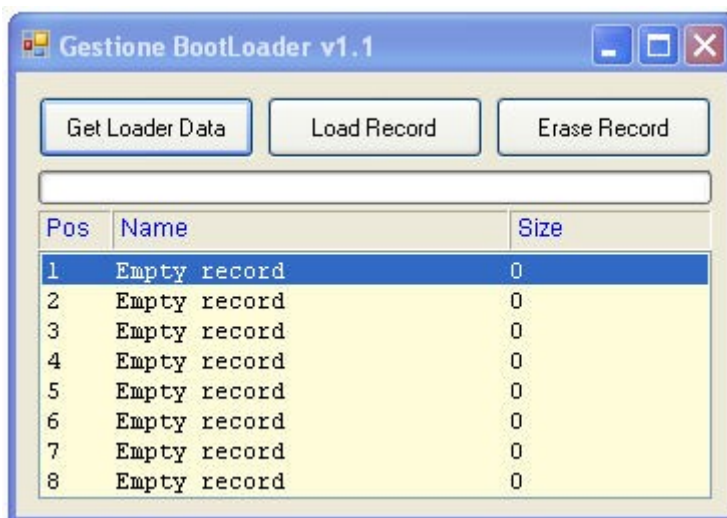 Gestione BootLoader v1.1
Get Loader Data Load Record Erase Record
Pos Name Size
1 Empty record 0
2 Empty record 0
3 Empty record 0
4 Empty record 0
5 Empty record 0
6 Empty record 0
7 Empty record 0
8 Empty record 0